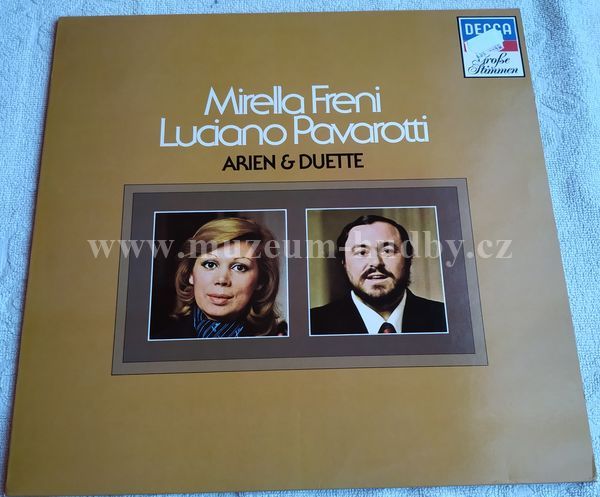 DECCA
Große
Stimmen
Mirella Freni
Luciano Pavarotti
ARIEN & DUETTE
www.muzeum-hudby.cz